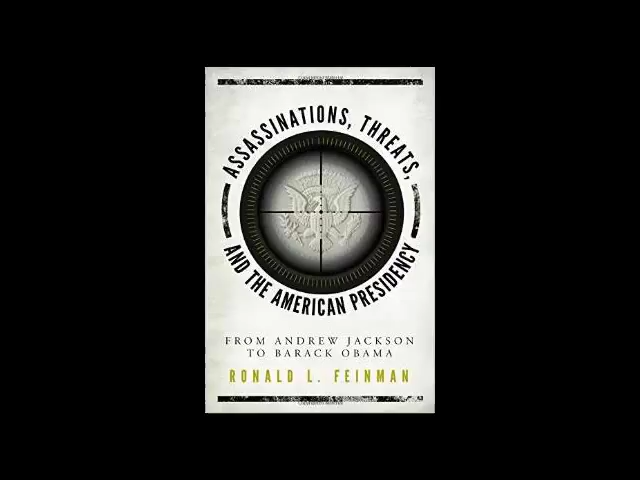 ASSASSINATIONS, THREATS,
AND THE AMERICAN PRESIDENCY
FROM ANDREW JACKSON
TO BARACK OBAMA
RONALD L. FEINMAN